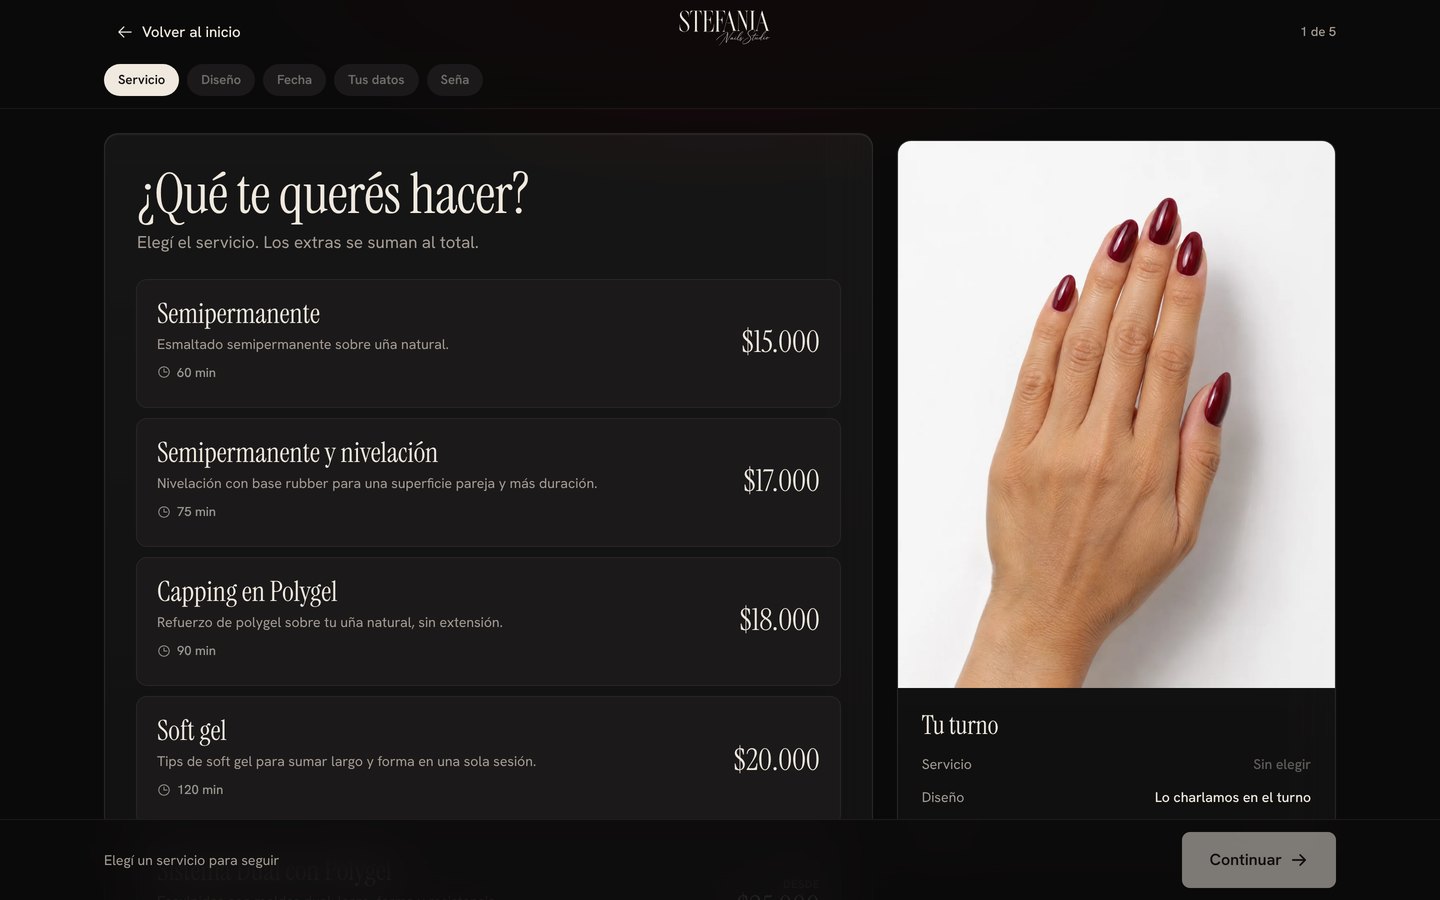 Volver al inicio
STEFANIA
Nails Studio
1 de 5
Servicio
Diseño
Fecha
Tus datos
Seña
¿Qué te querés hacer?
Elegí el servicio. Los extras se suman al total.
Semipermanente
Esmaltado semipermanente sobre uña natural.
60 min
$15.000
Semipermanente y nivelación
Nivelación con base rubber para una superficie pareja y más duración.
75 min
$17.000
Capping en Polygel
Refuerzo de polygel sobre tu uña natural, sin extensión.
90 min
$18.000
Soft gel
Tips de soft gel para sumar largo y forma en una sola sesión.
120 min
$20.000
Tu turno
Servicio
Sin elegir
Diseño
Lo charlamos en el turno
Elegí un servicio para seguir
Sistema Dual con Polygel
DESDE
Continuar